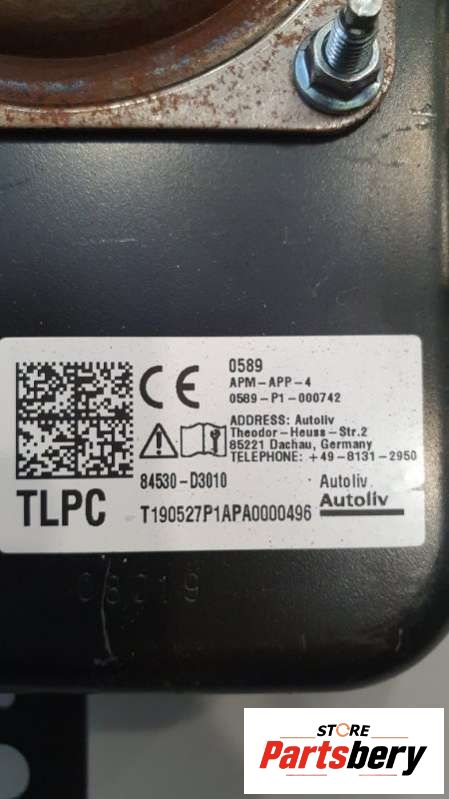 0589
APM-APP-4
0589-P1-000742
ADDRESS: Autoliv
Theodor-Heuss-Str.2
85221 Dachau, Germany
TELEPHONE: +49-8131-2950
84530-D3010
Autoliv
Autoliv
TLPC
T190527P1APA0000496
STORE
Partsbery